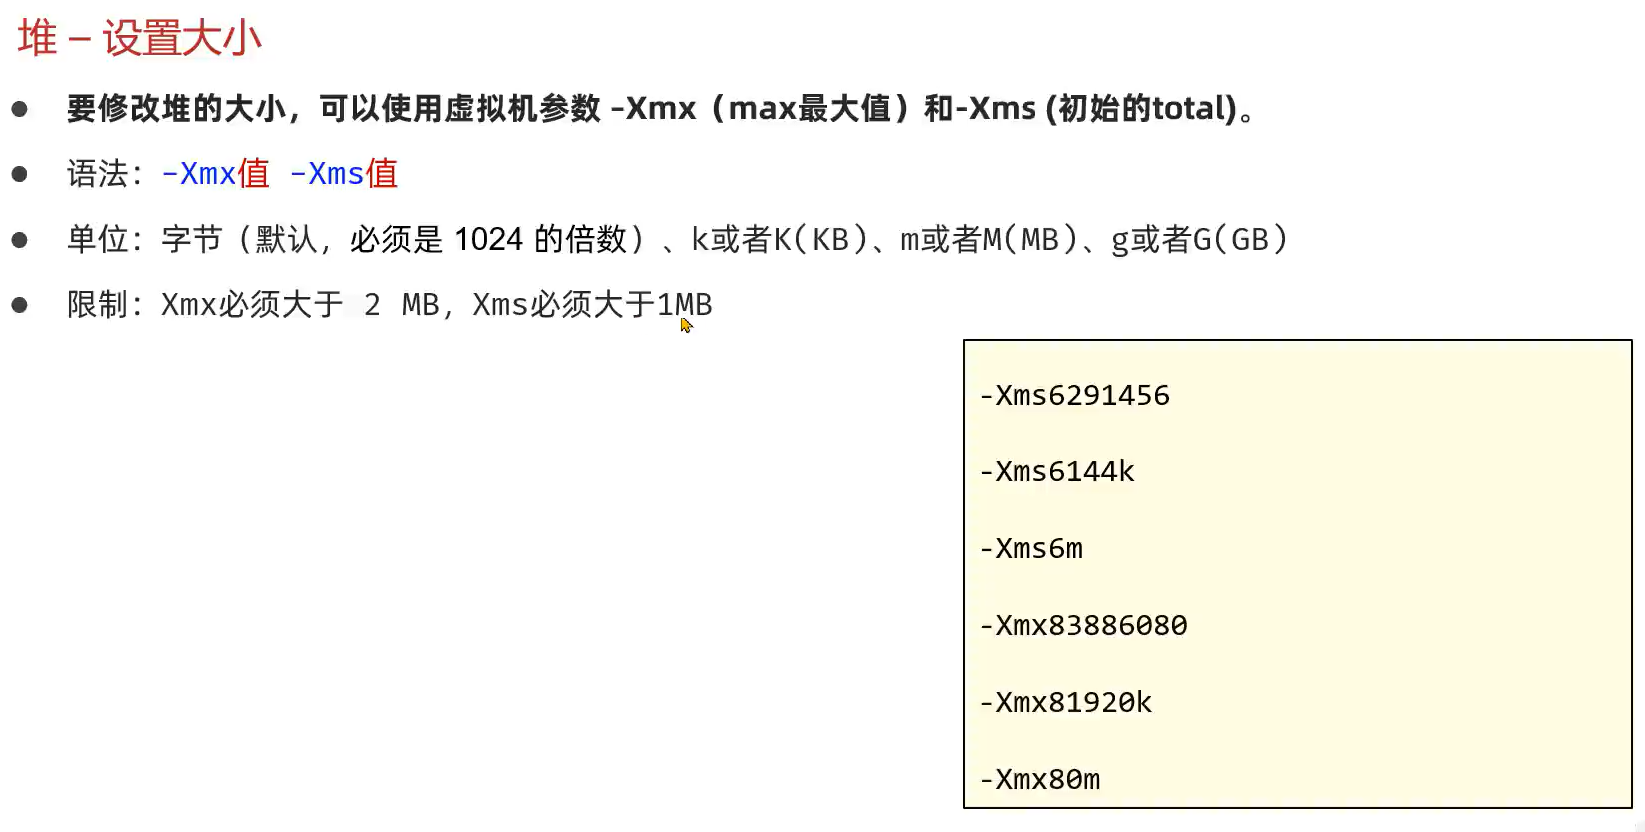 堆 – 设置大小
要修改堆的大小，可以使用虚拟机参数 –Xmx（max最大值）和-Xms (初始的total)。
语法：-Xmx值 -Xms值
单位：字节（默认，必须是 1024 的倍数）、k或者K(KB)、m或者M(MB)、g或者G(GB)
限制：Xmx必须大于 2 MB，Xms必须大于1MB
-Xms6291456
-Xms6144k
-Xms6m
-Xmx83886080
-Xmx81920k
-Xmx80m